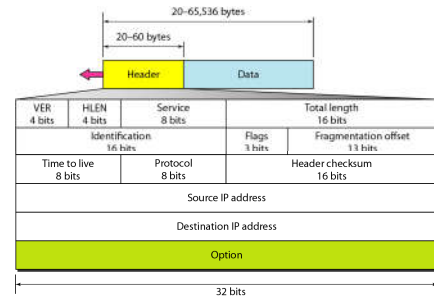 20–65,536 bytes
20–60 bytes
Header Data
VER HLEN Service Total length
4 bits 4 bits 8 bits 16 bits
Identification Flags Fragmentation offset
16 bits 3 bits 13 bits
Time to live Protocol Header checksum
8 bits 8 bits 16 bits
Source IP address
Destination IP address
Option
32 bits